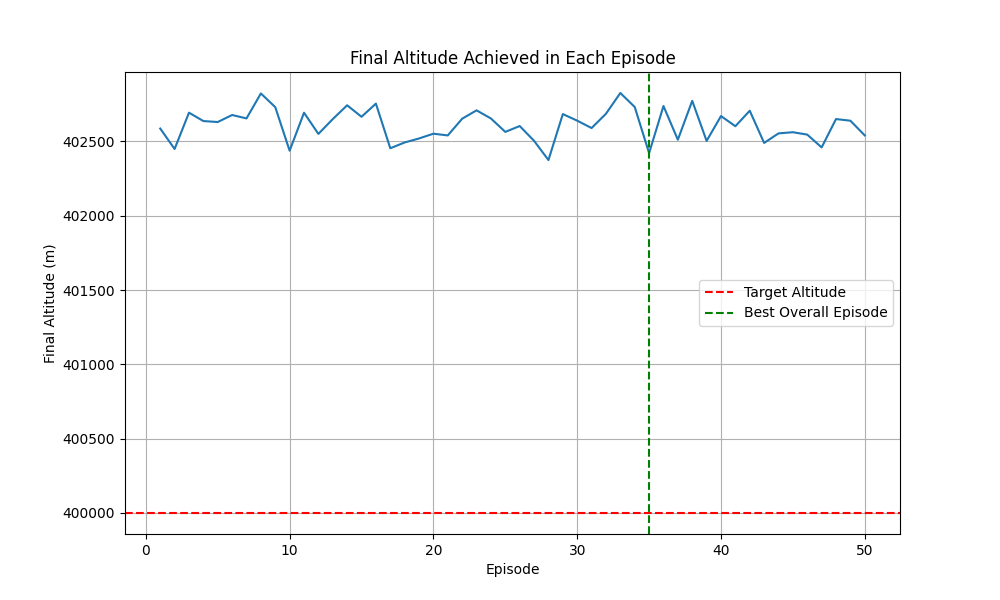 Final Altitude Achieved in Each Episode
Final Altitude (m)
402500
402000
401500
401000
400500
400000
Target Altitude
Best Overall Episode
0 10 20 30 40 50
Episode